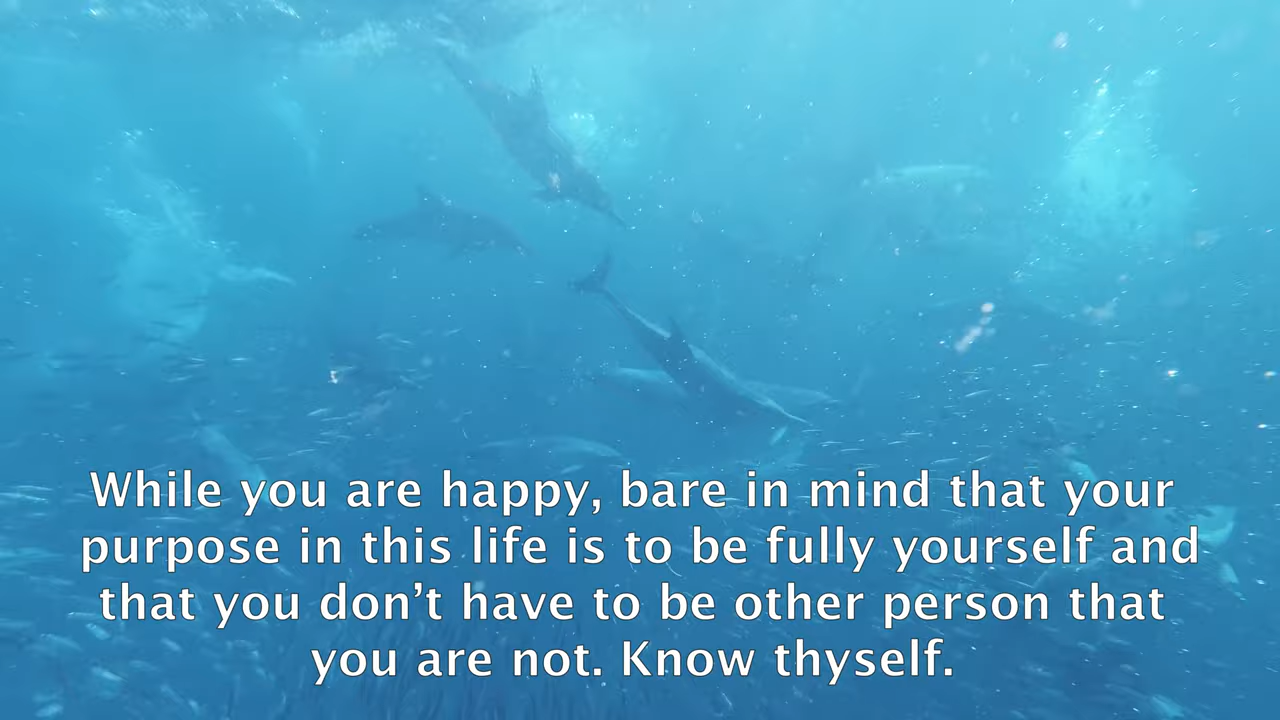 While you are happy, bare in mind that your
purpose in this life is to be fully yourself and
that you don’t have to be other person that
you are not. Know thyself.